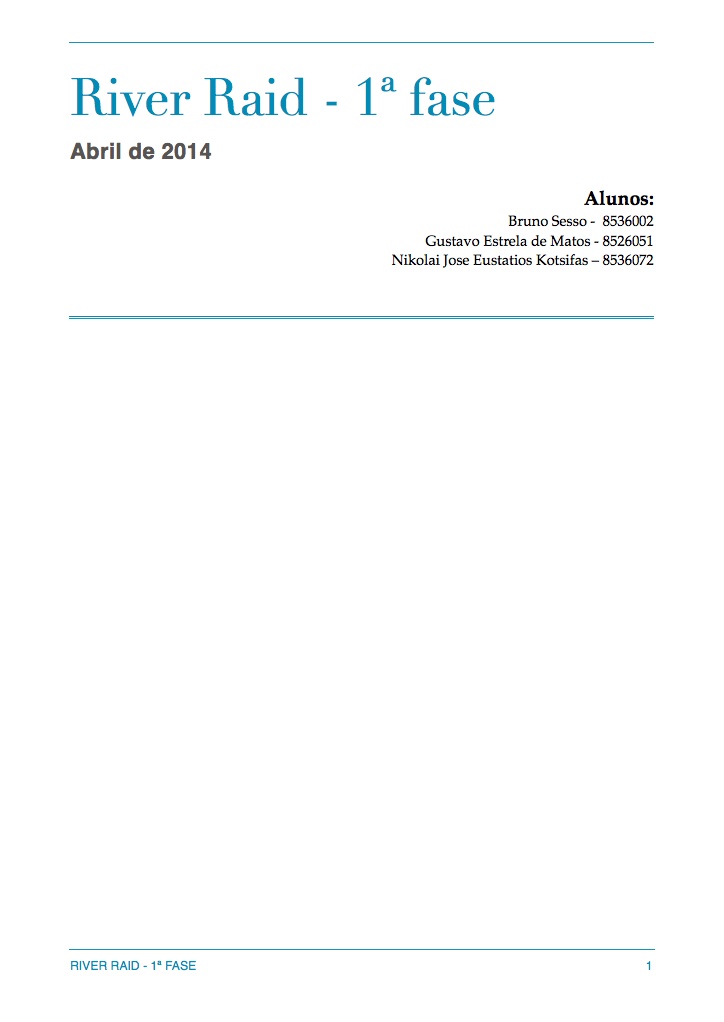 River Raid - 1ª fase
Abril de 2014
Alunos:
Bruno Sesso - 8536002
Gustavo Estrela de Matos - 8526051
Nikolai Jose Eustatios Kotsifas – 8536072
RIVER RAID - 1ª FASE 1